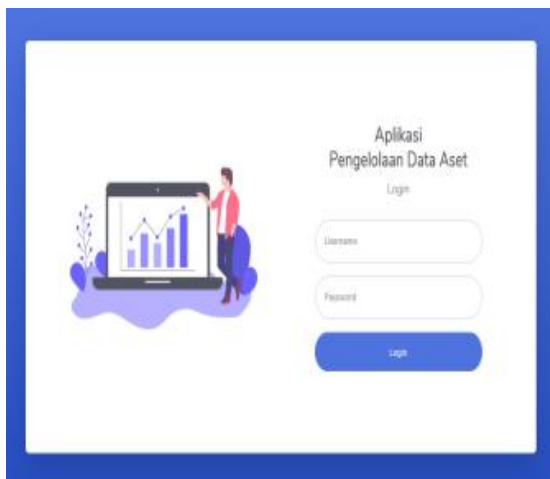 Aplikasi
Pengelolaan Data Aset
Login
Username
Password
Login